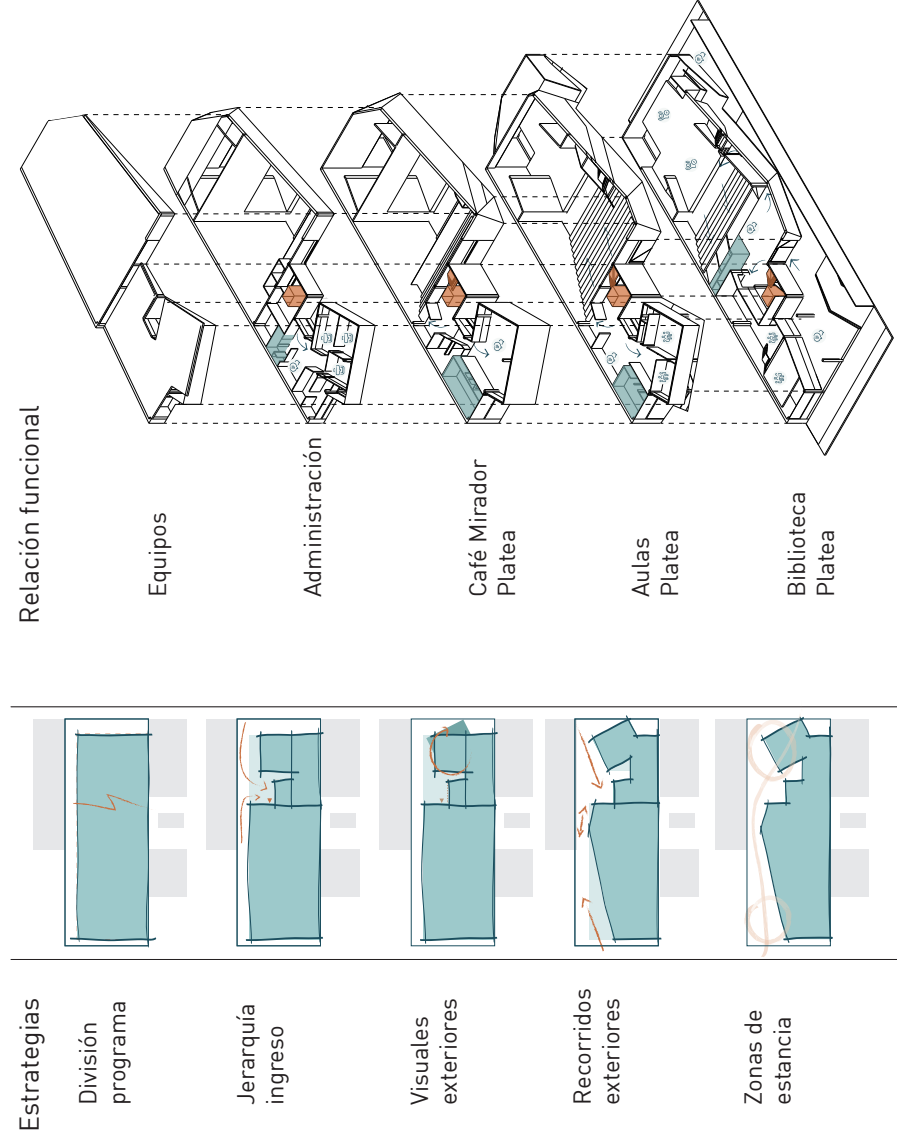 Estrategias
División
programa
Jerarquía
ingreso
Visuales
exteriores
Recorridos
exteriores
Zonas de
estancia
Relación funcional
Equipos
Administración
Café Mirador
Platea
Aulas
Platea
Biblioteca
Platea